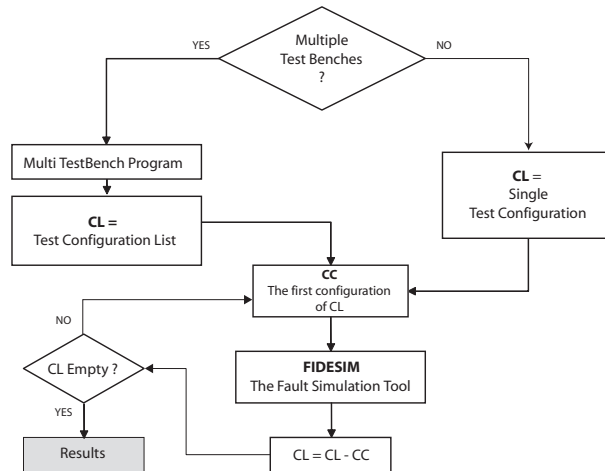 YES
Multiple
Test Benches
?
NO
Multi TestBench Program
CL =
Test Configuration List
CL =
Single
Test Configuration
CC
The first configuration
of CL
NO
CL Empty ?
FIDESIM
The Fault Simulation Tool
YES
Results
CL = CL - CC